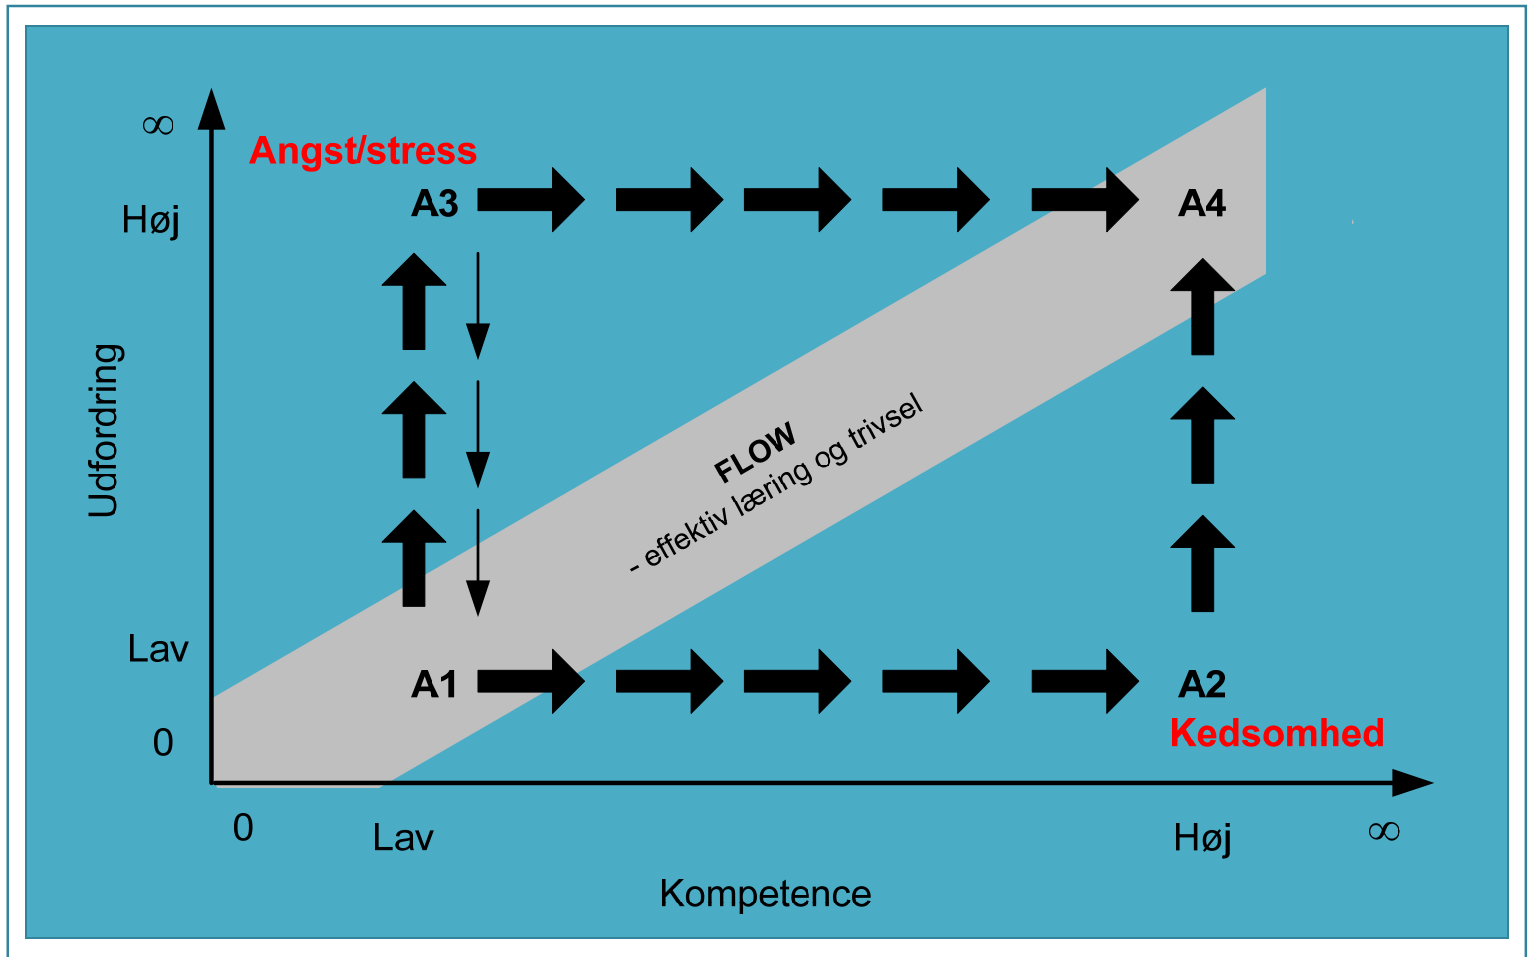 ∞
Angst/stress
A3
A4
Høj
Udfordring
FLOW
- effektiv læring og trivsel
Lav
A1
A2
0
Kedsomhed
0
Lav
Høj
∞
Kompetence